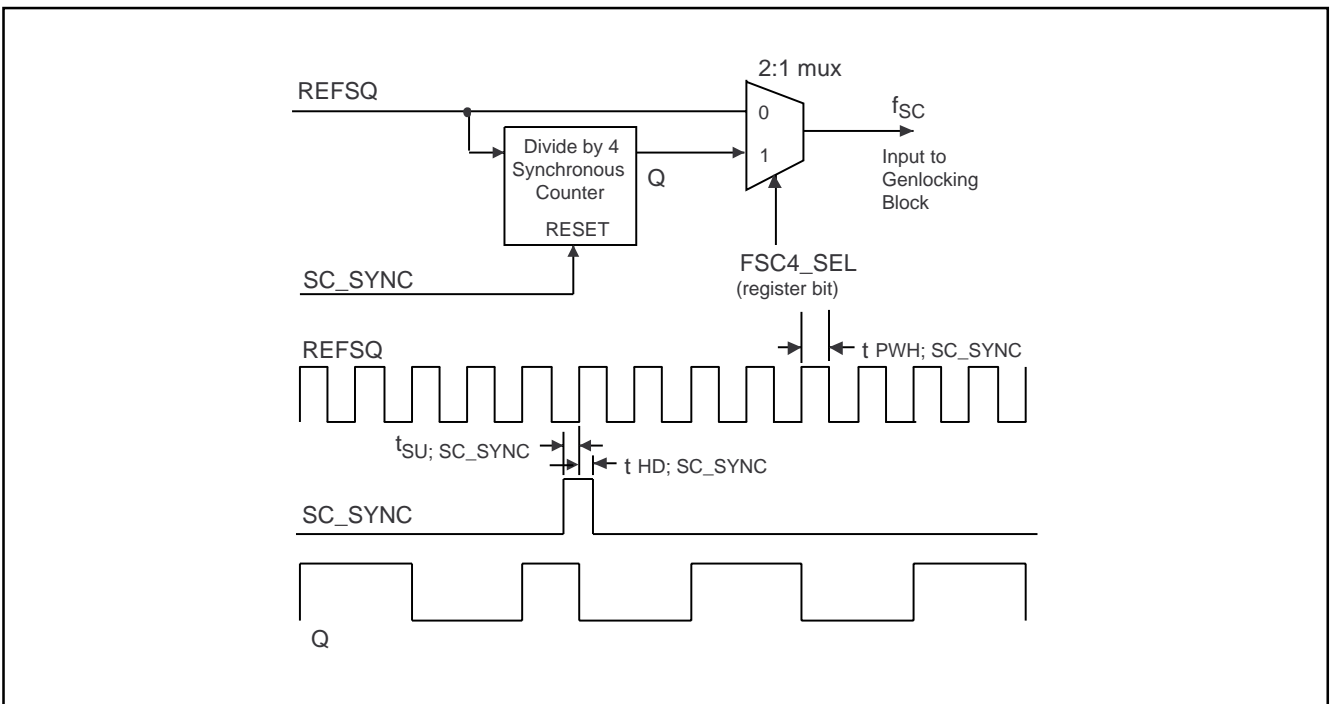 2:1 mux
REFSQ
0
fSC
Divide by 4
Synchronous
Counter
RESET
Q
1
Input to
Genlocking
Block
SC_SYNC
FSC4_SEL
(register bit)
REFSQ
t PWH; SC_SYNC
tSU; SC_SYNC
t HD; SC_SYNC
SC_SYNC
Q